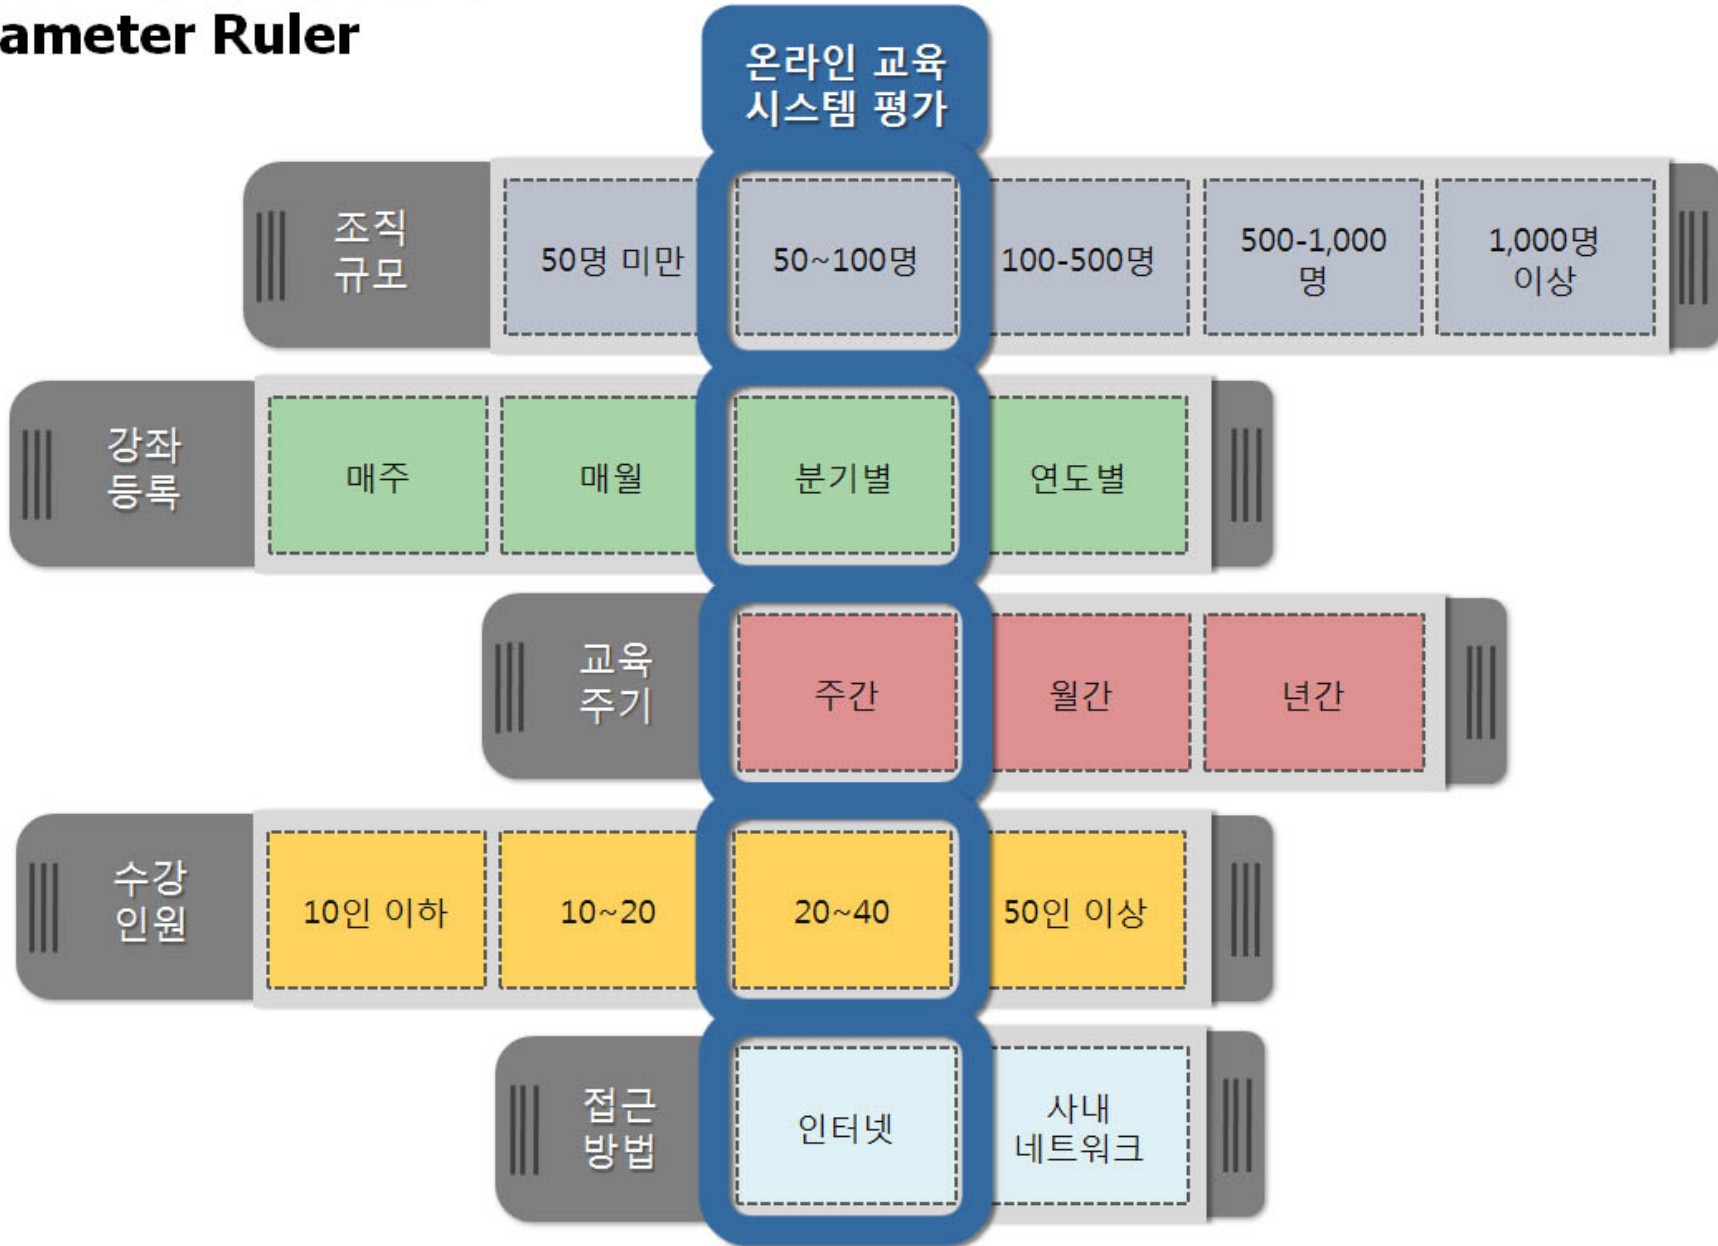 ameter Ruler
온라인 교육
시스템 평가
조직
규모
50명 미만
50~100명
100-500명
500-1,000
명
1,000명
이상
강좌
등록
매주
매월
분기별
연도별
교육
주기
주간
월간
년간
수강
인원
10인 이하
10~20
20~40
50인 이상
접근
방법
인터넷
사내
네트워크